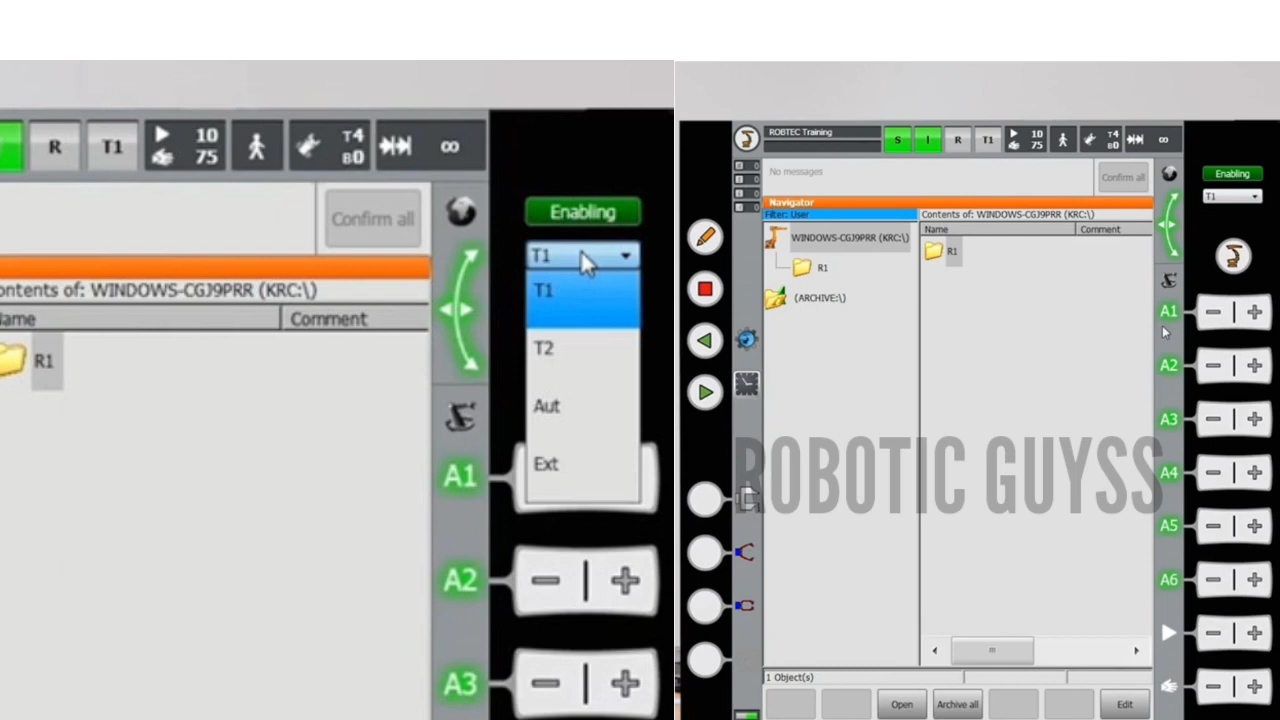 R T1 10 75 T4 B0 ∞
Confirm all
ontents of: WINDOWS-CGJ9PRR (KRC:\)
Name Comment
R1
Enabling
T1
T1
T2
Aut
Ext
A1
A2
A3
ROBTEC Training
S I R T1 10 75 T4 B0 ∞
No messages
Confirm all
Navigator
Filter: User
Contents of: WINDOWS-CGJ9PRR (KRC:\)
Name Comment
WINDOWS-CGJ9PRR (KRC:\)
R1
R1
(ARCHIVE:\)
Enabling
T1
A1
A2
A3
A4
A5
A6
ROBOTIC GUYSS
1 Object(s)
Open Archive all Edit